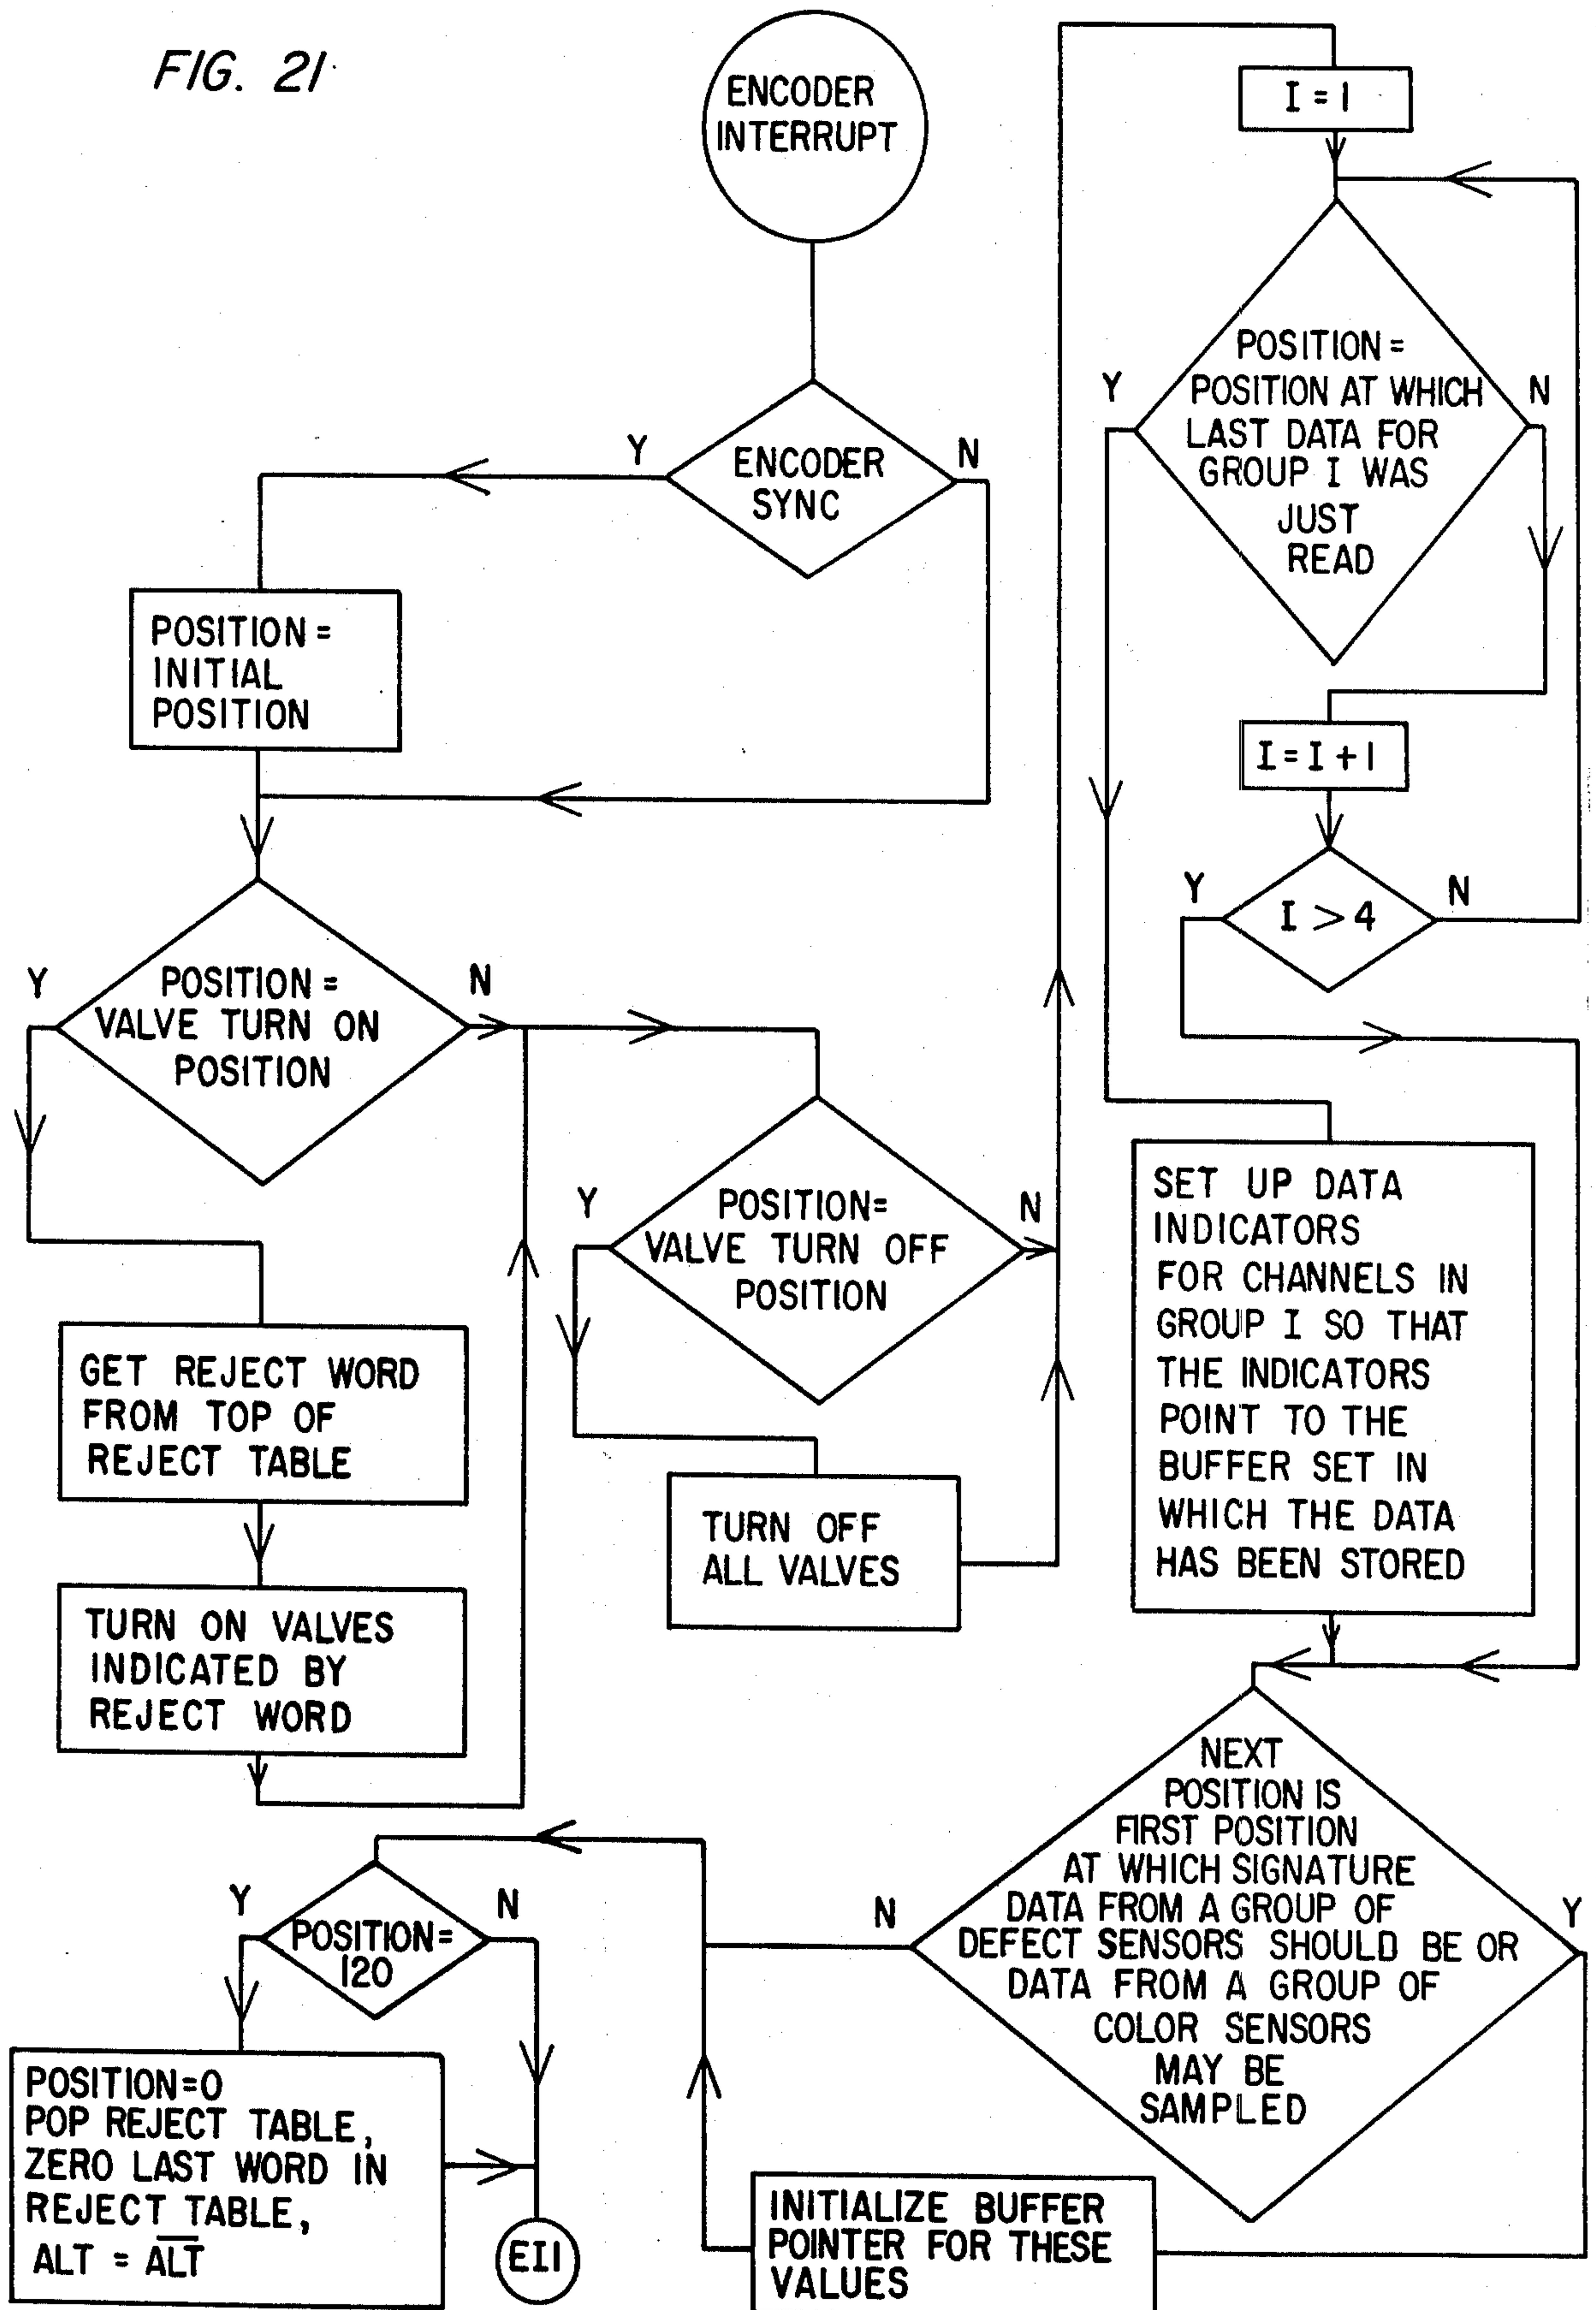 FIG. 21
ENCODER
INTERRUPT
Y
ENCODER
SYNC
N
POSITION =
INITIAL
POSITION
Y
POSITION =
VALVE TURN ON
POSITION
N
GET REJECT WORD
FROM TOP OF
REJECT TABLE
TURN ON VALVES
INDICATED BY
REJECT WORD
Y
POSITION=
VALVE TURN OFF
POSITION
N
TURN OFF
ALL VALVES
I = 1
Y
POSITION =
POSITION AT WHICH
LAST DATA FOR
GROUP I WAS
JUST
READ
N
I = I + 1
Y
I > 4
N
SET UP DATA
INDICATORS
FOR CHANNELS IN
GROUP I SO THAT
THE INDICATORS
POINT TO THE
BUFFER SET IN
WHICH THE DATA
HAS BEEN STORED
NEXT
POSITION IS
FIRST POSITION
AT WHICH SIGNATURE
DATA FROM A GROUP OF
DEFECT SENSORS SHOULD BE OR
DATA FROM A GROUP OF
COLOR SENSORS
MAY BE
SAMPLED
N
Y
INITIALIZE BUFFER
POINTER FOR THESE
VALUES
Y
POSITION=
120
N
POSITION=0
POP REJECT TABLE,
ZERO LAST WORD IN
REJECT TABLE,
ALT = A̅L̅T̅
EI1